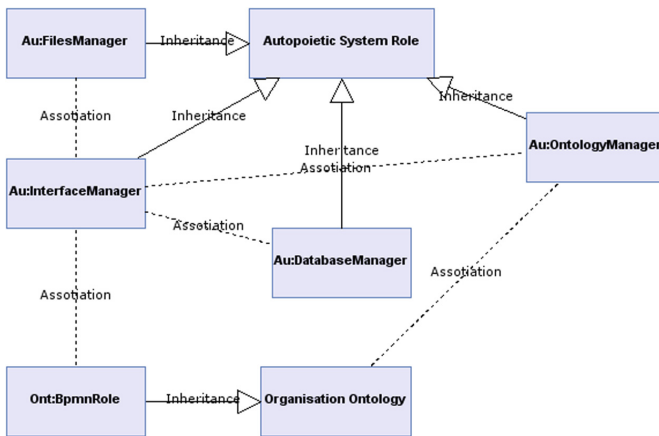 Au:FilesManager
Inheritance
Autopoietic System Role
Assotiation
Inheritance
Inheritance
Au:InterfaceManager
Inheritance
Assotiation
Au:OntologyManager
Assotiation
Au:DatabaseManager
Assotiation
Assotiation
Ont:BpmnRole
Inheritance
Organisation Ontology